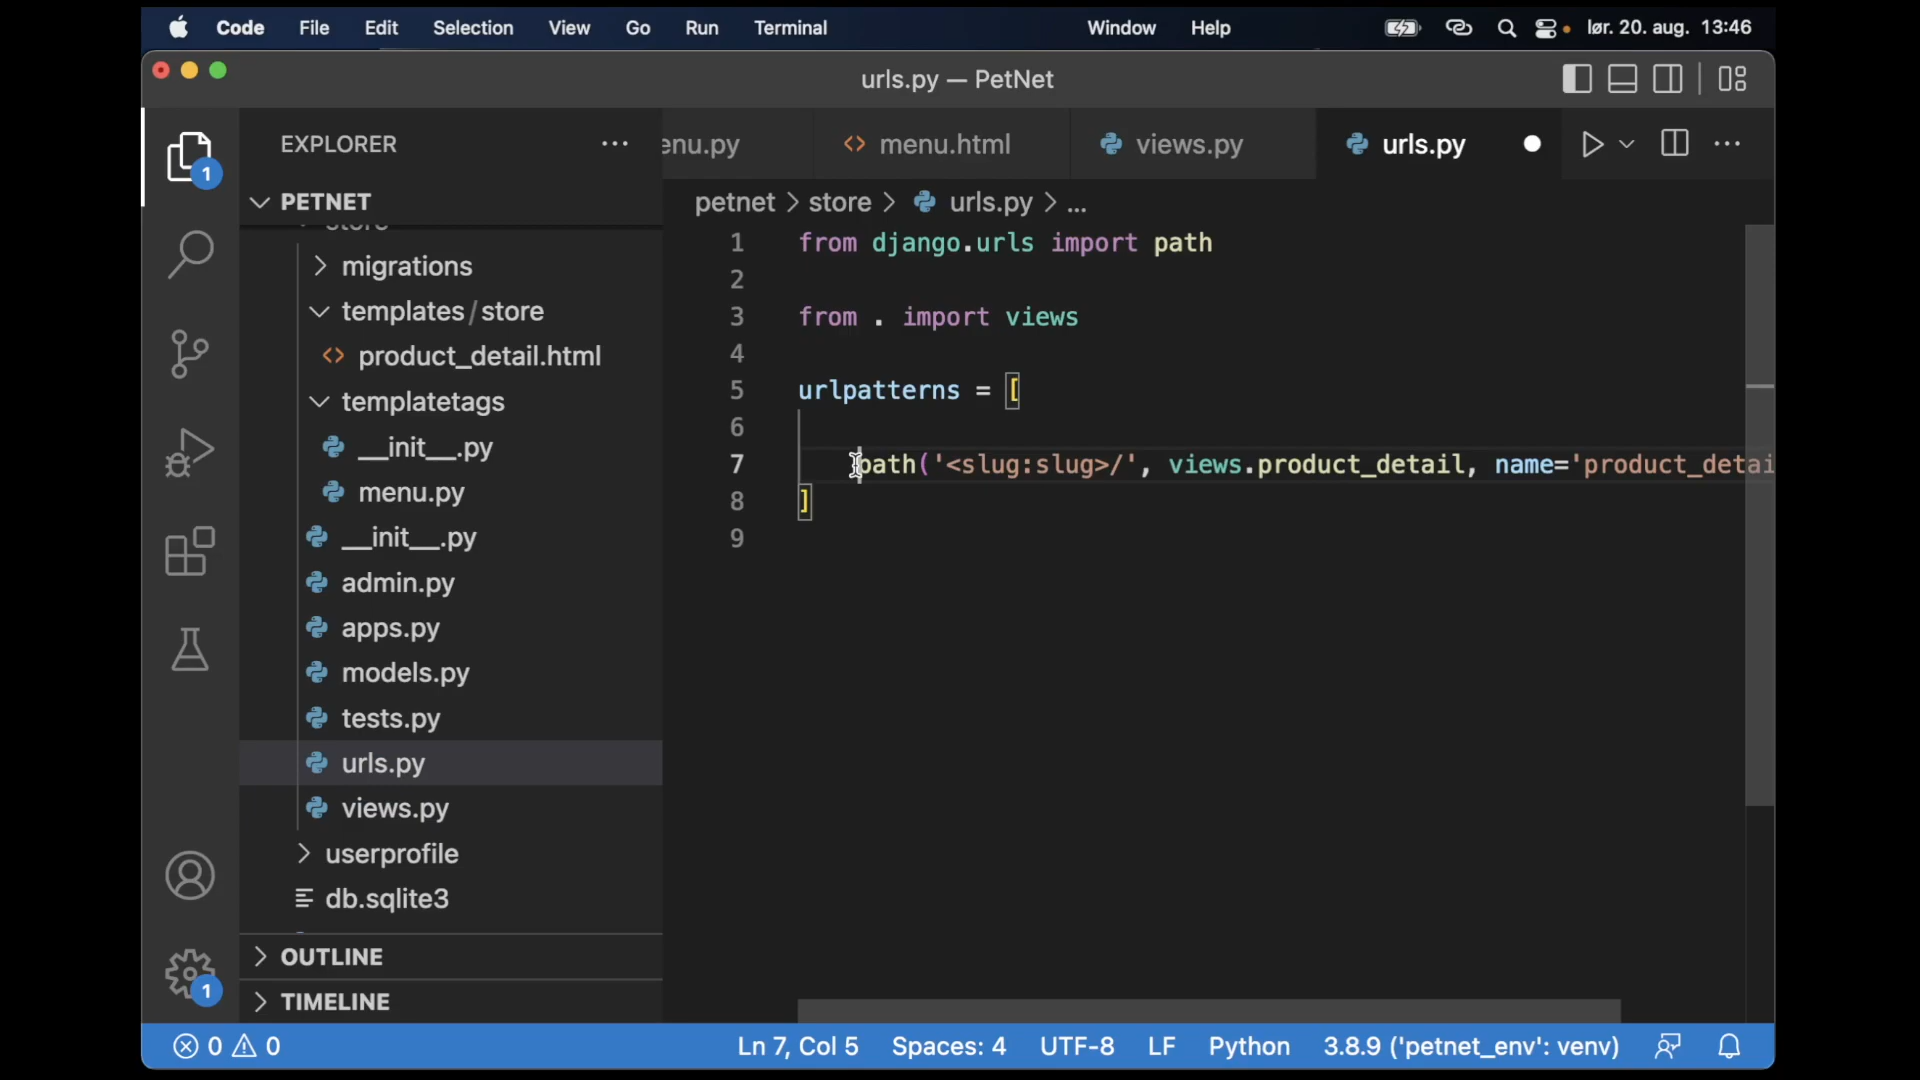 Code File Edit Selection View Go Run Terminal Window Help lør. 20. aug. 13:46
urls.py — PetNet
EXPLORER
enu.py menu.html views.py urls.py
PETNET
petnet > store > urls.py > ...
store
migrations
templates/store
product_detail.html
templatetags
__init__.py
menu.py
__init__.py
admin.py
apps.py
models.py
tests.py
urls.py
views.py
userprofile
db.sqlite3
OUTLINE
TIMELINE
1
1
1 from django.urls import path
2
3 from . import views
4
5 urlpatterns = [
6
7 path('<slug:slug>/', views.product_detail, name='product_detai
8 ]
9
0 0 Ln 7, Col 5 Spaces: 4 UTF-8 LF Python 3.8.9 ('petnet_env': venv)